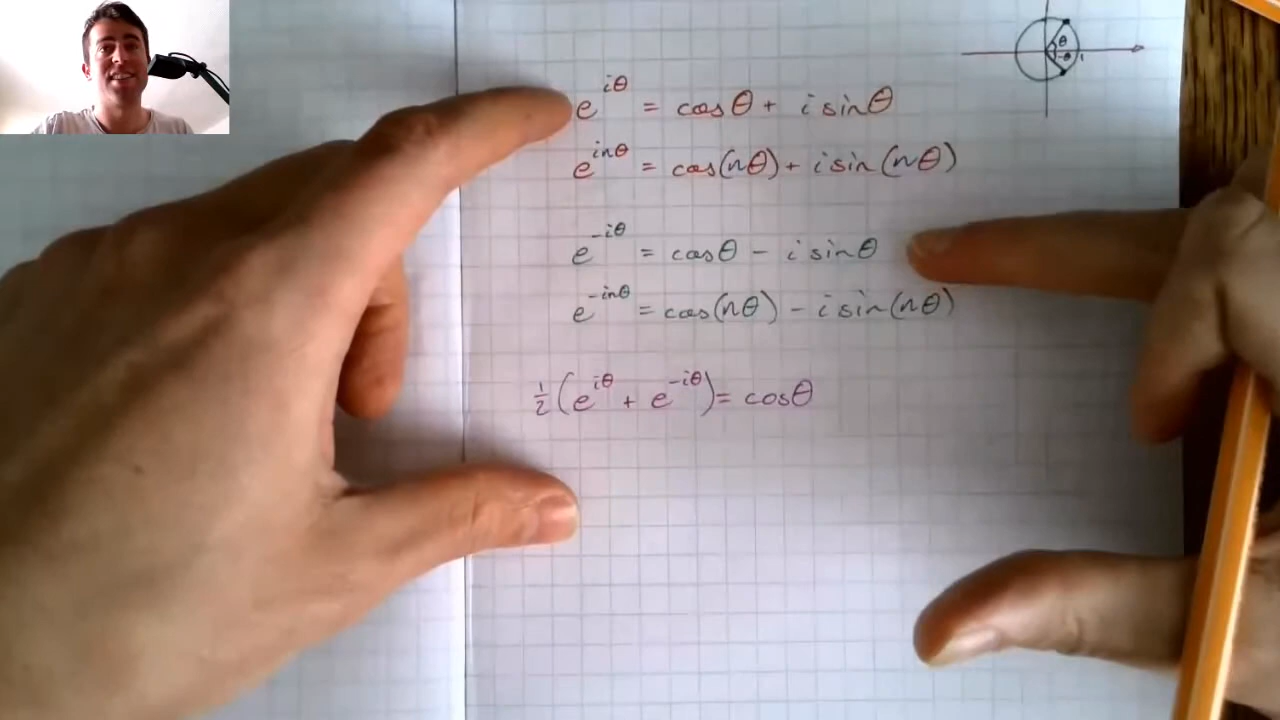 e^{iθ} = cosθ + i sinθ
e^{inθ} = cos(nθ) + i sin(nθ)
e^{-iθ} = cosθ - i sinθ
e^{-inθ} = cos(nθ) - i sin(nθ)
½(e^{iθ} + e^{-iθ}) = cosθ
θ
-θ
1